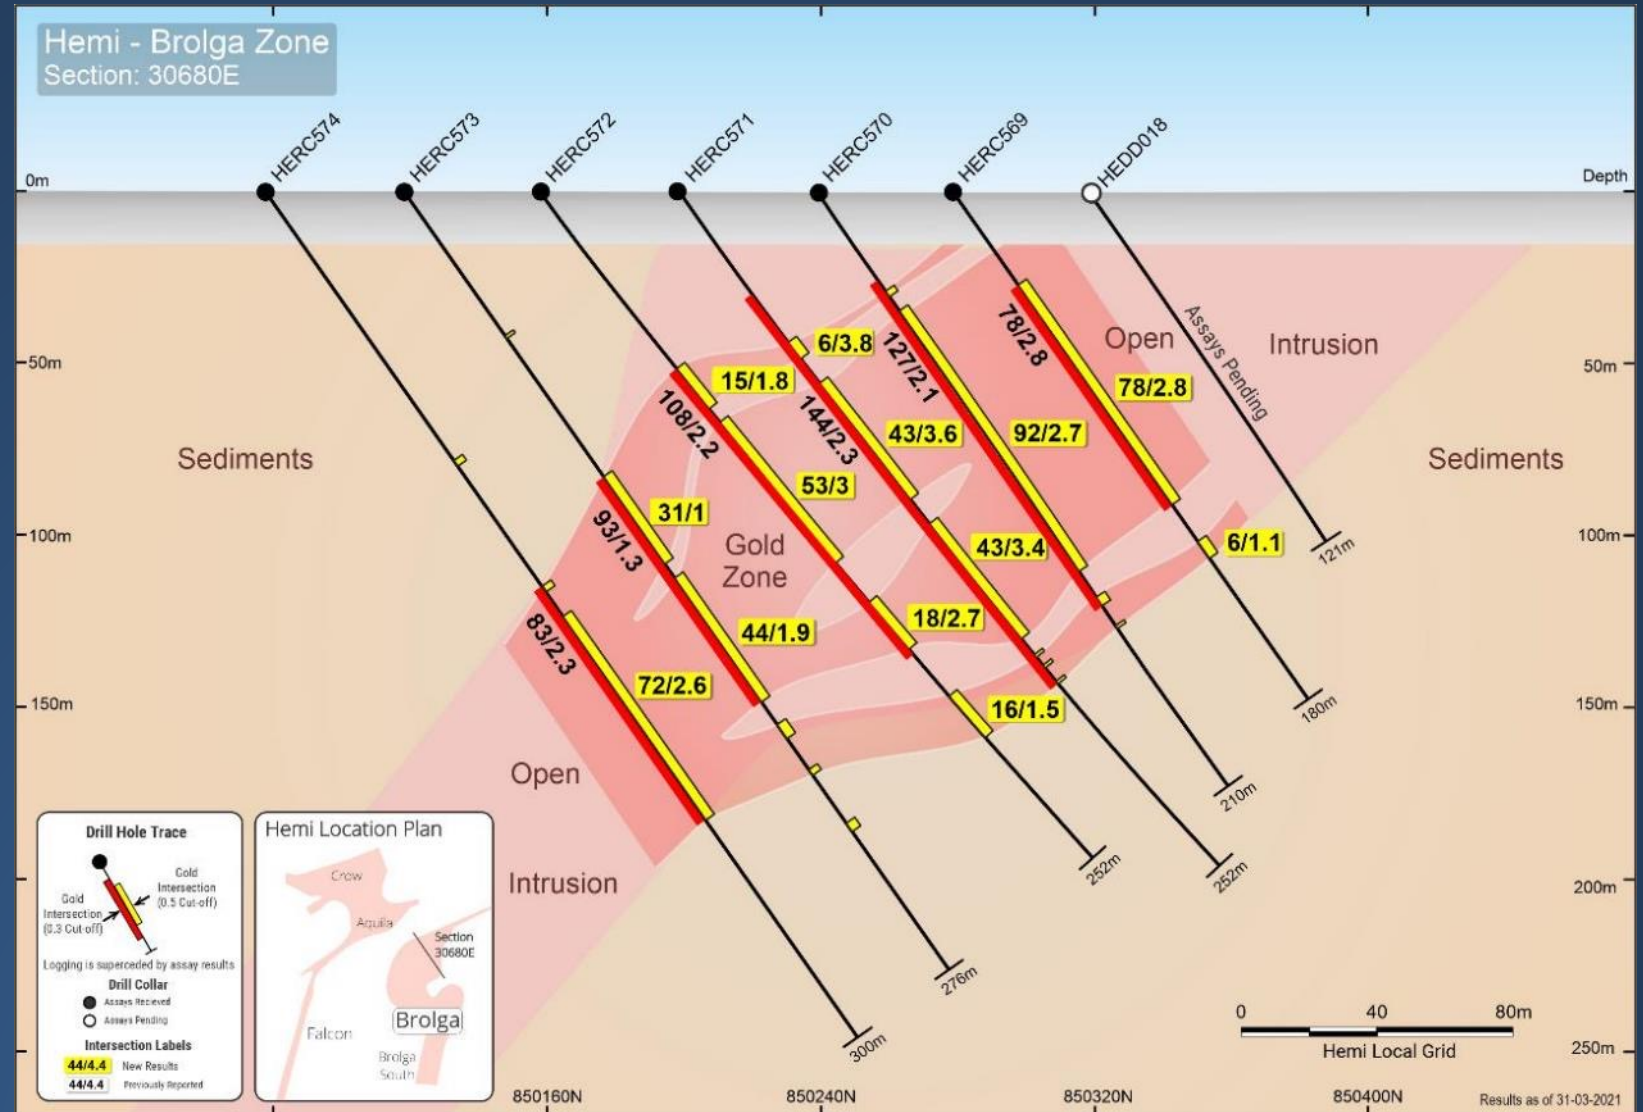 Hemi - Brolga Zone
Section: 30680E
HERC574
HERC573
HERC572
HERC571
HERC570
HERC569
HEDD018
0m
Depth
50m
50m
100m
100m
150m
150m
200m
250m
6/3.8
15/1.8
108/2.2
144/2.3
127/2.1
78/2.8
78/2.8
43/3.6
92/2.7
53/3
31/1
93/1.3
43/3.4
6/1.1
18/2.7
44/1.9
83/2.3
72/2.6
16/1.5
Assays Pending
Open
Intrusion
Sediments
Sediments
Gold
Zone
Open
Intrusion
121m
180m
210m
252m
252m
276m
300m
Drill Hole Trace
Gold
Intersection
(0.5 Cut-off)
Gold
Intersection
(0.3 Cut-off)
Logging is superceded by assay results
Drill Collar
Assays Recieved
Assays Pending
Intersection Labels
44/4.4 New Results
44/4.4 Previously Reported
Hemi Location Plan
Crow
Aquila
Section
30680E
Falcon
Brolga
Brolga
South
0 40 80m
Hemi Local Grid
850160N
850240N
850320N
850400N
Results as of 31-03-2021